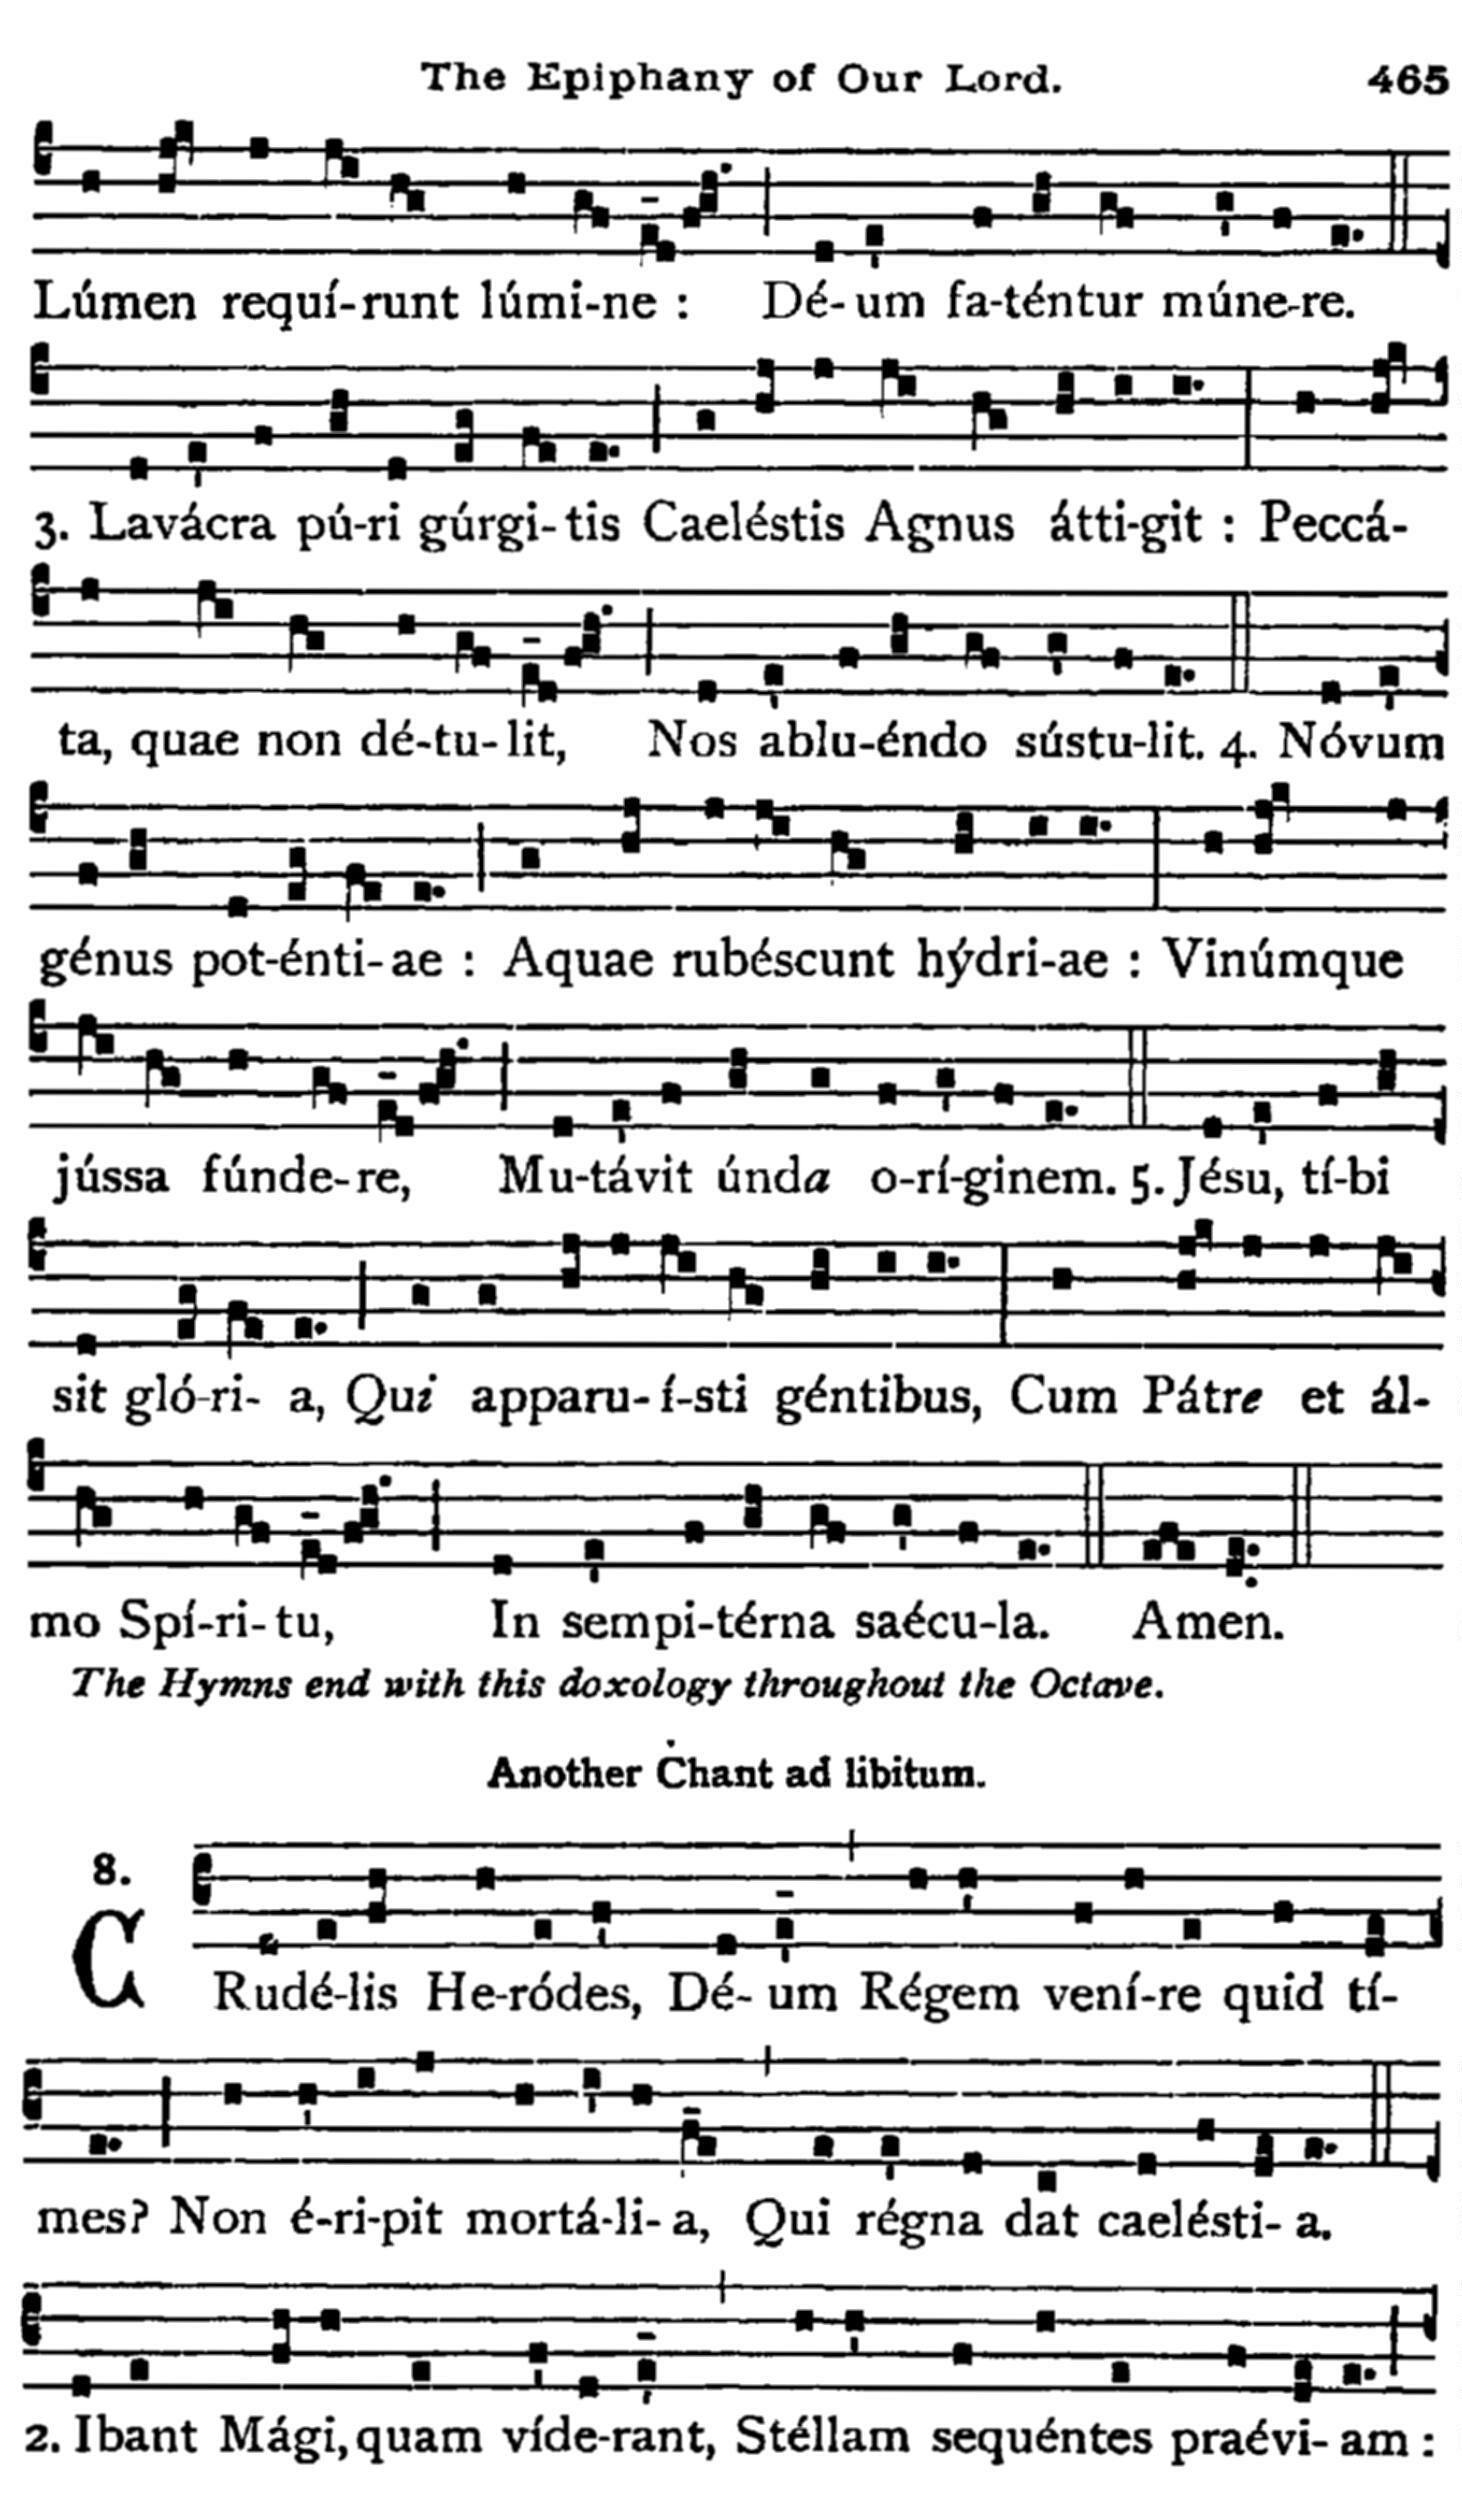 The Epiphany of Our Lord. 465
Lúmen requí-runt lúmi-ne : Dé-um fa-téntur múne-re.
3. Lavácra pú-ri gúrgi-tis Caeléstis Agnus átti-git : Peccá-
ta, quae non dé-tu-lit, Nos ablu-éndo sústu-lit. 4. Nóvum
génus pot-énti-ae : Aquae rubéscunt hýdri-ae : Vinúmque
jússa fúnde-re, Mu-távit únda o-rí-ginem. 5. Jésu, tí-bi
sit gló-ri-a, Qui apparu-í-sti géntibus, Cum Pátre et ál-
mo Spí-ri-tu, In sempi-térna saécu-la. Amen.
The Hymns end with this doxology throughout the Octave.
Another Chant ad libitum.
8.
CRudé-lis He-ródes, Dé-um Régem vení-re quid tí-
mes? Non é-ri-pit mortá-li-a, Qui régna dat caelésti-a.
2. Ibant Mági, quam víde-rant, Stéllam sequéntes praévi-am :